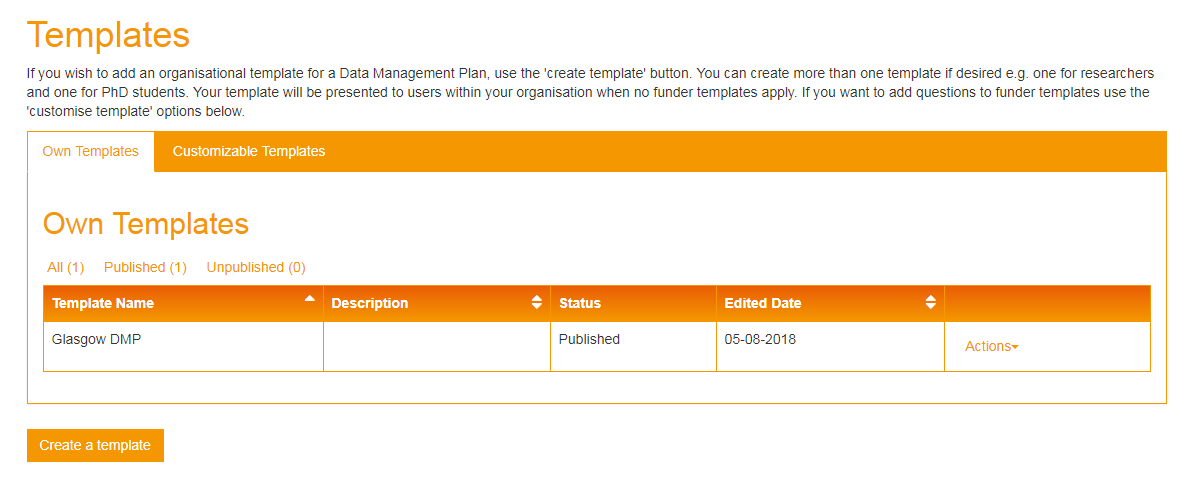 Templates
If you wish to add an organisational template for a Data Management Plan, use the 'create template' button. You can create more than one template if desired e.g. one for researchers
and one for PhD students. Your template will be presented to users within your organisation when no funder templates apply. If you want to add questions to funder templates use the
'customise template' options below.
Own Templates Customizable Templates
Own Templates
All (1) Published (1) Unpublished (0)
Template Name Description Status Edited Date
Glasgow DMP Published 05-08-2018 Actions
Create a template